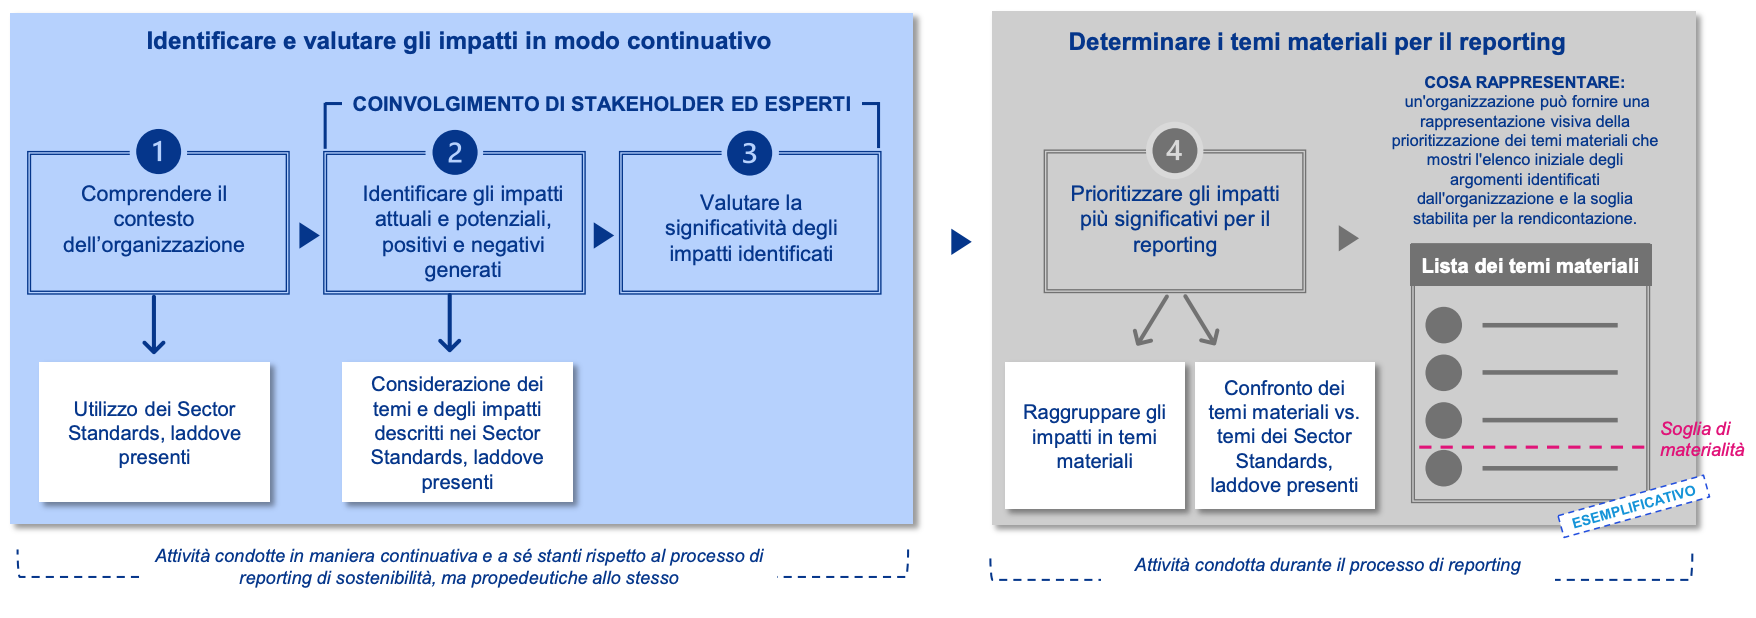 Identificare e valutare gli impatti in modo continuativo
COINVOLGIMENTO DI STAKEHOLDER ED ESPERTI
1
Comprendere il
contesto
dell’organizzazione
2
Identificare gli impatti
attuali e potenziali,
positivi e negativi
generati
3
Valutare la
significatività degli
impatti identificati
Utilizzo dei Sector
Standards, laddove
presenti
Considerazione dei
temi e degli impatti
descritti nei Sector
Standards, laddove
presenti
Attività condotte in maniera continuativa e a sé stanti rispetto al processo di
reporting di sostenibilità, ma propedeutiche allo stesso
Determinare i temi materiali per il reporting
4
Prioritizzare gli impatti
più significativi per il
reporting
Raggruppare gli
impatti in temi
materiali
Confronto dei
temi materiali vs.
temi dei Sector
Standards,
laddove presenti
COSA RAPPRESENTARE:
un'organizzazione può fornire una
rappresentazione visiva della
prioritizzazione dei temi materiali che
mostri l'elenco iniziale degli
argomenti identificati
dall'organizzazione e la soglia
stabilita per la rendicontazione.
Lista dei temi materiali
Soglia di
materialità
ESEMPLIFICATIVO
Attività condotta durante il processo di reporting